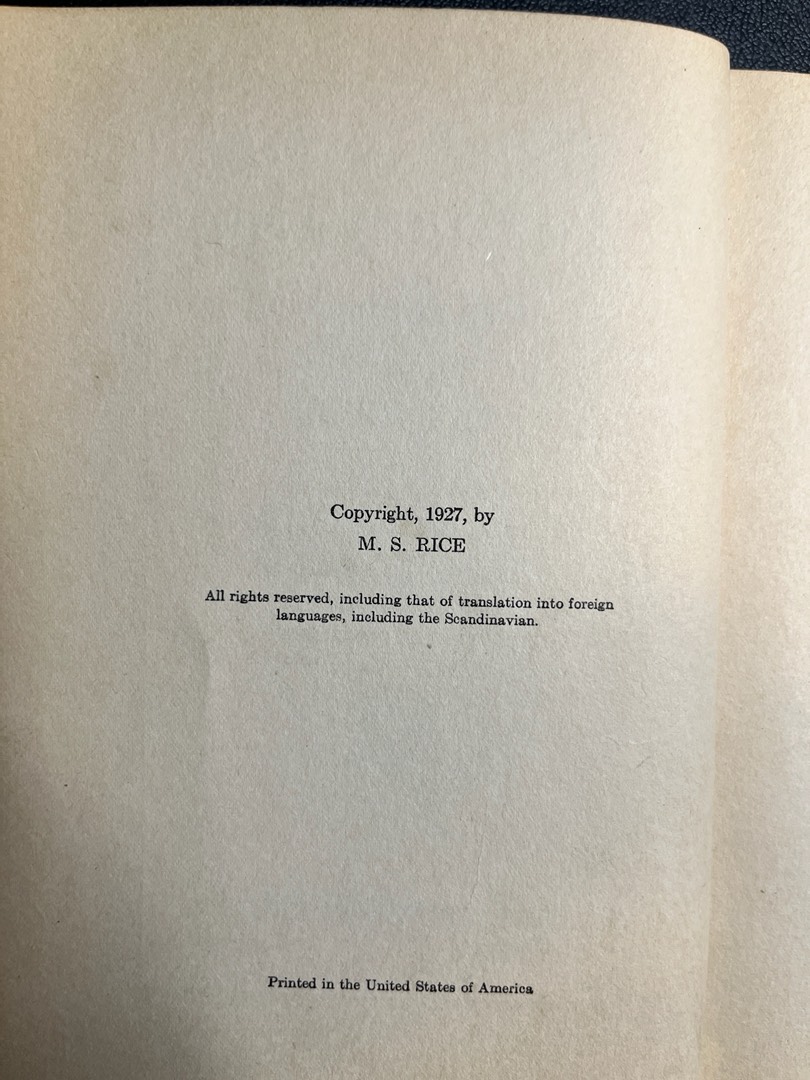 Copyright, 1927, by
M. S. RICE
All rights reserved, including that of translation into foreign
languages, including the Scandinavian.
Printed in the United States of America